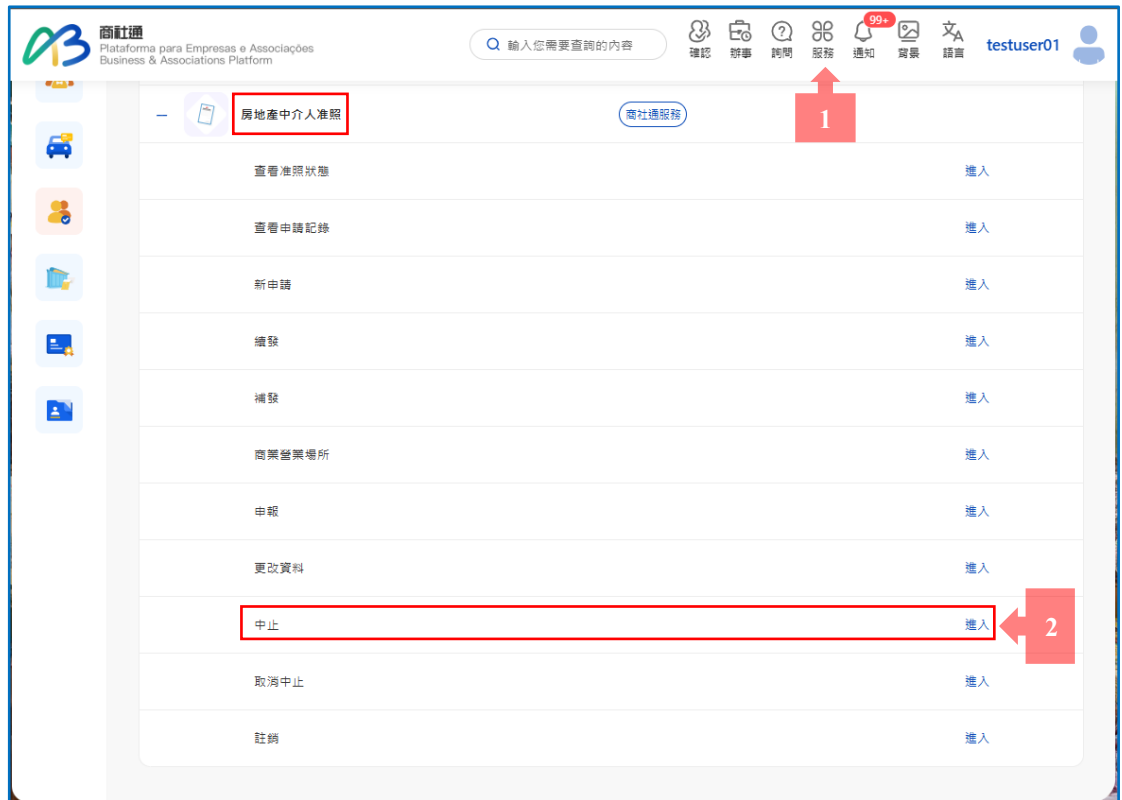 商社通
Plataforma para Empresas e Associações
Business & Associations Platform
輸入您需要查詢的內容
確認
辦事
詢問
服務
99+
通知
背景
語言
testuser01
1
房地產中介人准照
商社通服務
查看准照狀態 進入
查看申請記錄 進入
新申請 進入
續發 進入
補發 進入
商業營業場所 進入
申報 進入
更改資料 進入
中止 進入
2
取消中止 進入
註銷 進入